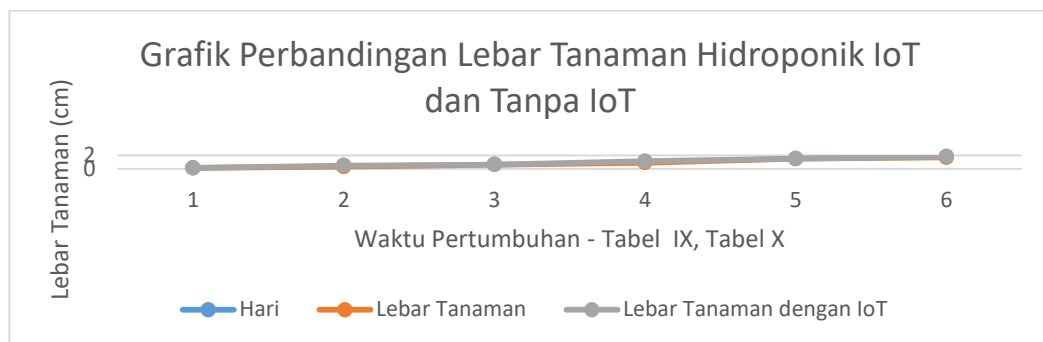 Grafik Perbandingan Lebar Tanaman Hidroponik IoT
dan Tanpa IoT
Lebar Tanaman (cm)
2
0
1 2 3 4 5 6
Waktu Pertumbuhan - Tabel IX, Tabel X
Hari Lebar Tanaman Lebar Tanaman dengan IoT